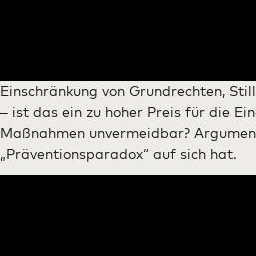 Einschränkung von Grundrechten, Still
– ist das ein zu hoher Preis für die Ein
Maßnahmen unvermeidbar? Argumen
„Präventionsparadox“ auf sich hat.